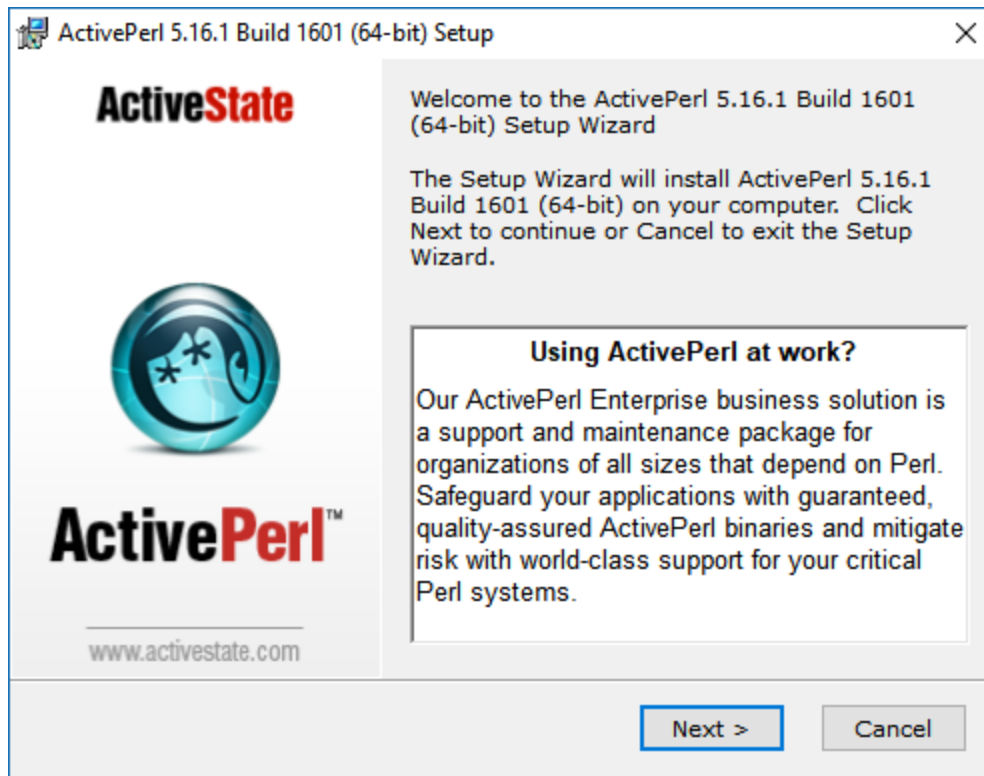 ActivePerl 5.16.1 Build 1601 (64-bit) Setup
ActiveState
ActivePerl™
www.activestate.com
Welcome to the ActivePerl 5.16.1 Build 1601
(64-bit) Setup Wizard
The Setup Wizard will install ActivePerl 5.16.1
Build 1601 (64-bit) on your computer.  Click
Next to continue or Cancel to exit the Setup
Wizard.
Using ActivePerl at work?
Our ActivePerl Enterprise business solution is
a support and maintenance package for
organizations of all sizes that depend on Perl.
Safeguard your applications with guaranteed,
quality-assured ActivePerl binaries and mitigate
risk with world-class support for your critical
Perl systems.
Next >
Cancel